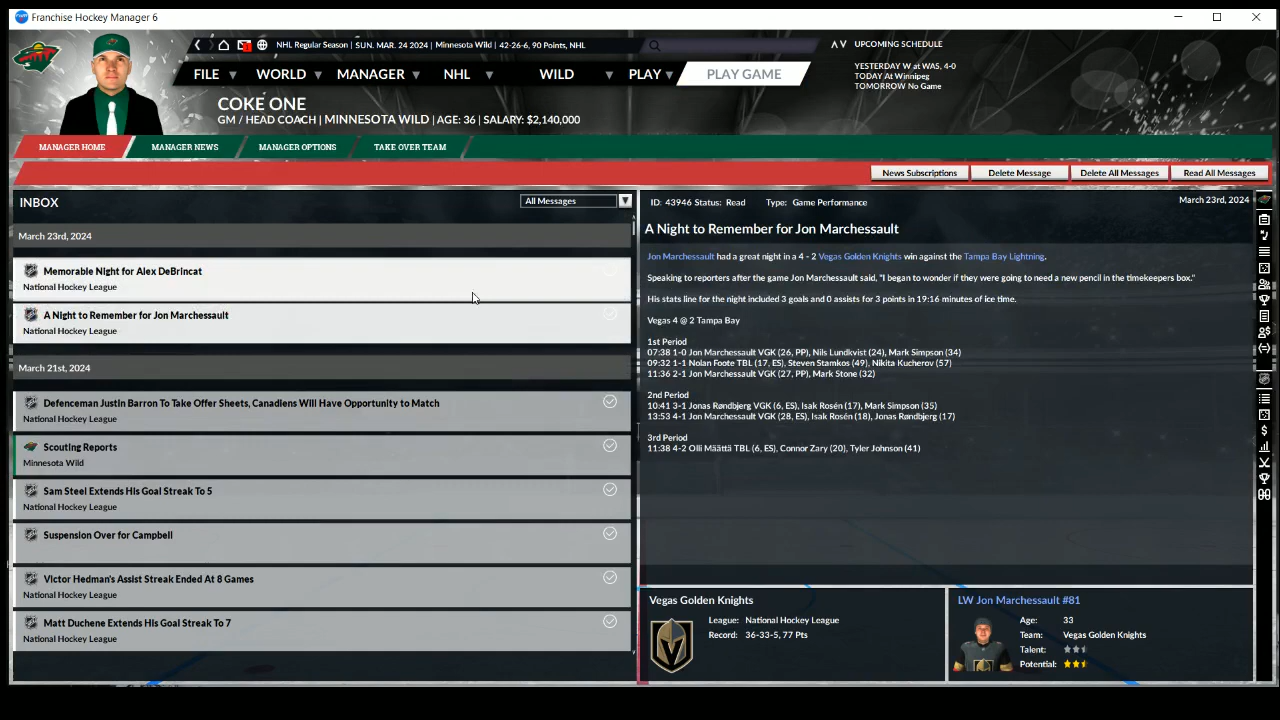 Franchise Hockey Manager 6
NHL Regular Season | SUN. MAR. 24 2024 | Minnesota Wild | 42-26-6, 90 Points, NHL
UPCOMING SCHEDULE
YESTERDAY W at WAS, 4-0
TODAY At Winnipeg
TOMORROW No Game
FILE WORLD MANAGER NHL WILD PLAY PLAY GAME
COKE ONE
GM / HEAD COACH | MINNESOTA WILD | AGE: 36 | SALARY: $2,140,000
MANAGER HOME MANAGER NEWS MANAGER OPTIONS TAKE OVER TEAM
News Subscriptions Delete Message Delete All Messages Read All Messages
INBOX
All Messages
March 23rd, 2024
Memorable Night for Alex DeBrincat
National Hockey League
A Night to Remember for Jon Marchessault
National Hockey League
March 21st, 2024
Defenceman Justin Barron To Take Offer Sheets, Canadiens Will Have Opportunity to Match
National Hockey League
Scouting Reports
Minnesota Wild
Sam Steel Extends His Goal Streak To 5
National Hockey League
Suspension Over for Campbell
Victor Hedman's Assist Streak Ended At 8 Games
National Hockey League
Matt Duchene Extends His Goal Streak To 7
National Hockey League
ID: 43946 Status: Read Type: Game Performance March 23rd, 2024
A Night to Remember for Jon Marchessault
Jon Marchessault had a great night in a 4 - 2 Vegas Golden Knights win against the Tampa Bay Lightning.
Speaking to reporters after the game Jon Marchessault said, "I began to wonder if they were going to need a new pencil in the timekeepers box."
His stats line for the night included 3 goals and 0 assists for 3 points in 19:16 minutes of ice time.
Vegas 4 @ 2 Tampa Bay
1st Period
07:38 1-0 Jon Marchessault VGK (26, PP), Nils Lundkvist (24), Mark Simpson (34)
09:32 1-1 Nolan Foote TBL (17, ES), Steven Stamkos (49), Nikita Kucherov (57)
11:36 2-1 Jon Marchessault VGK (27, PP), Mark Stone (32)
2nd Period
10:41 3-1 Jonas Røndbjerg VGK (6, ES), Isak Rosén (17), Mark Simpson (35)
13:53 4-1 Jon Marchessault VGK (28, ES), Isak Rosén (18), Jonas Røndbjerg (17)
3rd Period
11:38 4-2 Olli Määttä TBL (6, ES), Connor Zary (20), Tyler Johnson (41)
Vegas Golden Knights
League: National Hockey League
Record: 36-33-5, 77 Pts
LW Jon Marchessault #81
Age: 33
Team: Vegas Golden Knights
Talent:
Potential: